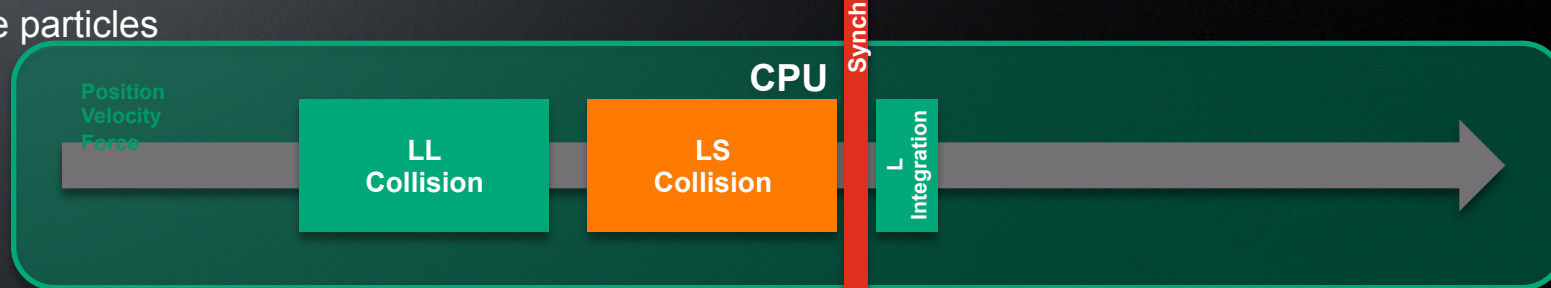 e particles
Synch
CPU
Position
Velocity
Force
LL
Collision
LS
Collision
L
Integration